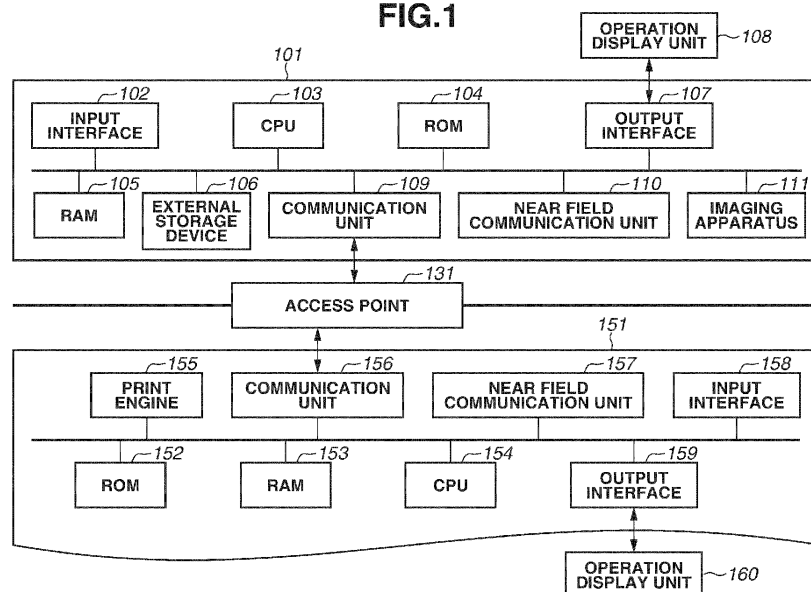 FIG.1
OPERATION
DISPLAY UNIT
108
101
102
INPUT
INTERFACE
103
CPU
104
ROM
107
OUTPUT
INTERFACE
105
RAM
106
EXTERNAL
STORAGE
DEVICE
109
COMMUNICATION
UNIT
110
NEAR FIELD
COMMUNICATION UNIT
111
IMAGING
APPARATUS
131
ACCESS POINT
151
155
PRINT
ENGINE
156
COMMUNICATION
UNIT
157
NEAR FIELD
COMMUNICATION UNIT
158
INPUT
INTERFACE
152
ROM
153
RAM
154
CPU
159
OUTPUT
INTERFACE
OPERATION
DISPLAY UNIT
160